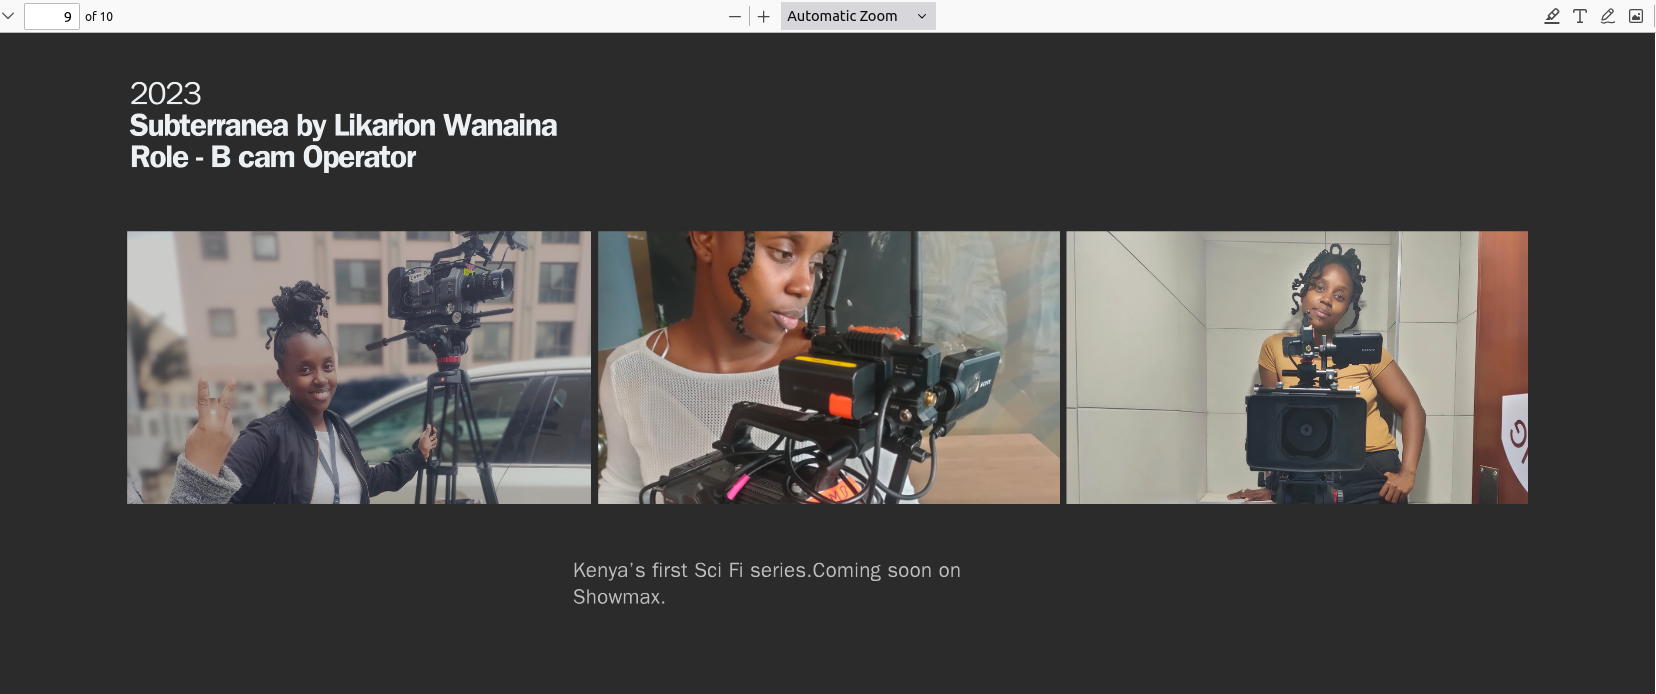 9 of 10
Automatic Zoom
2023
Subterranea by Likarion Wanaina
Role - B cam Operator
SONY
Kenya's first Sci Fi series.Coming soon on
Showmax.